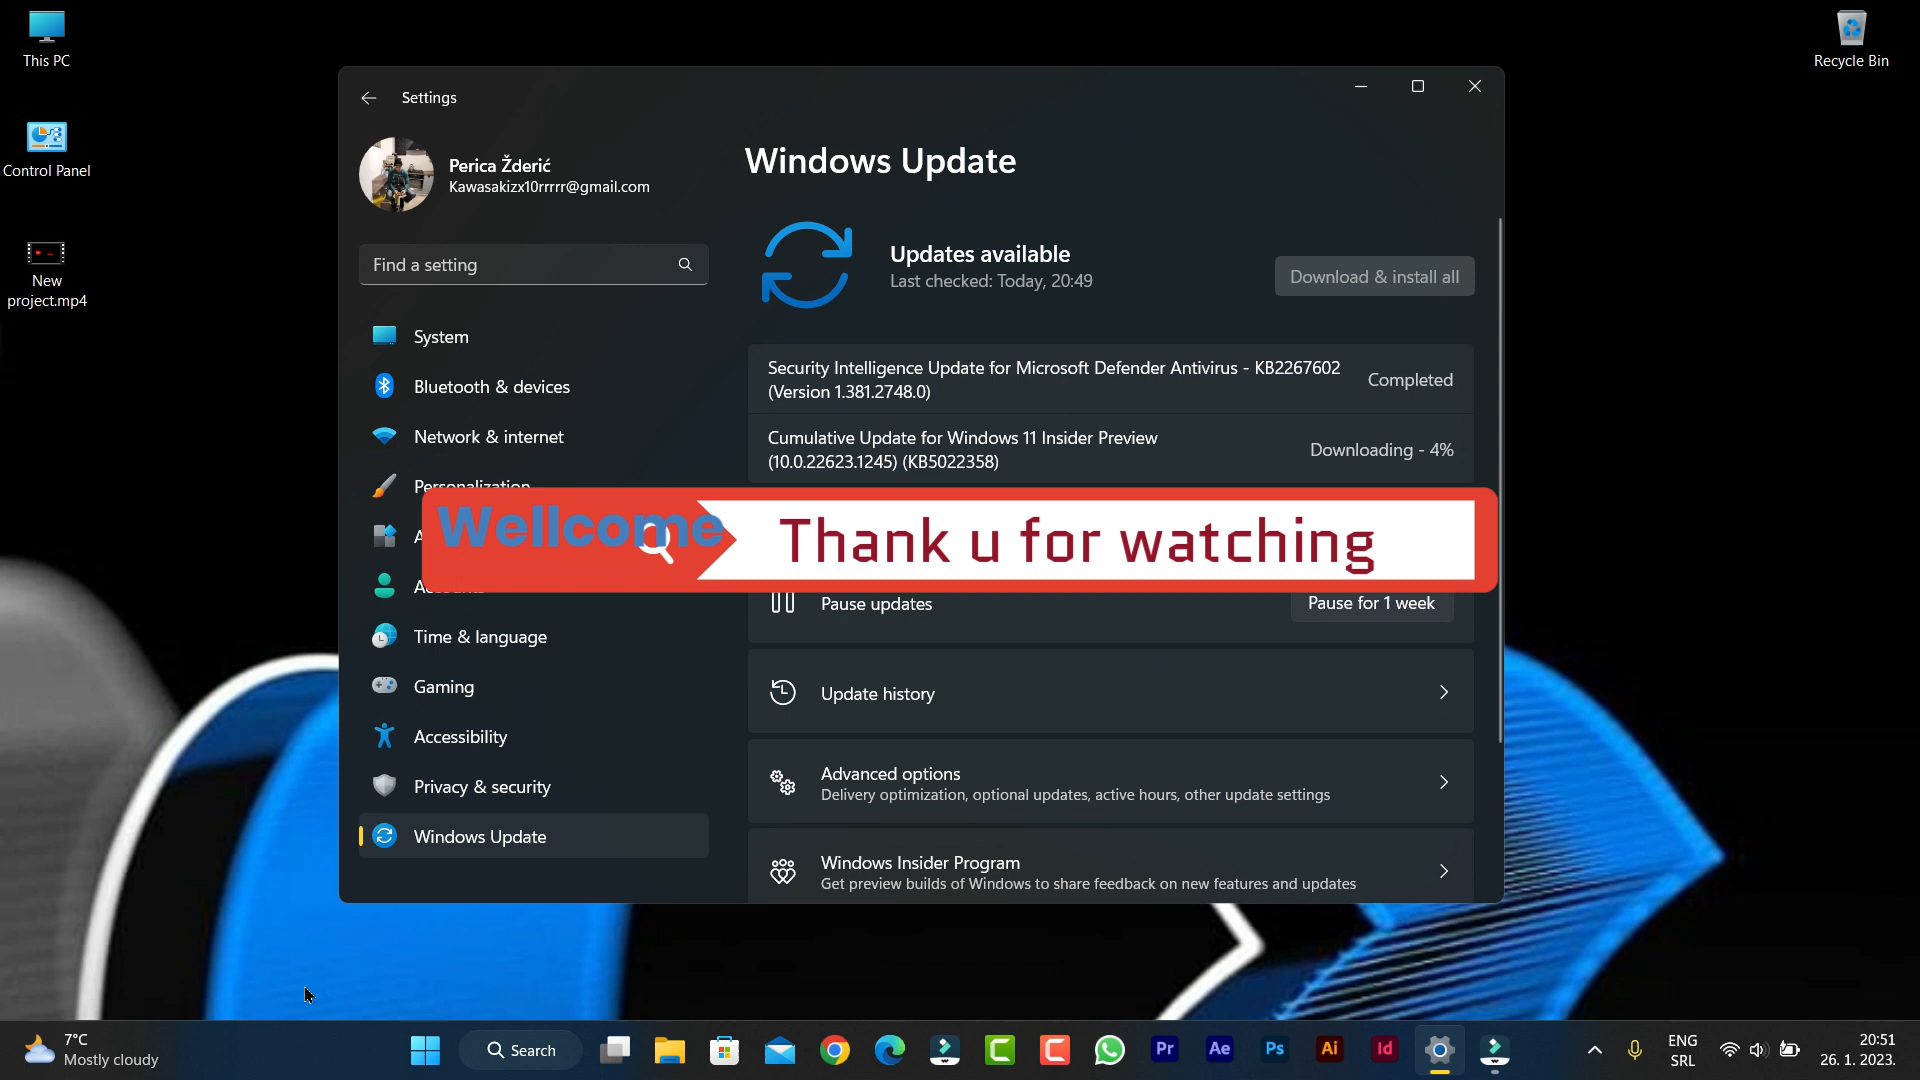 This PC
Recycle Bin
Control Panel
New
project.mp4
Settings
Perica Žderić
Kawasakizx10rrrrr@gmail.com
Find a setting
System
Bluetooth & devices
Network & internet
Personalization
Time & language
Gaming
Accessibility
Privacy & security
Windows Update
Windows Update
Updates available
Last checked: Today, 20:49
Download & install all
Security Intelligence Update for Microsoft Defender Antivirus - KB2267602
(Version 1.381.2748.0)
Completed
Cumulative Update for Windows 11 Insider Preview
(10.0.22623.1245) (KB5022358)
Downloading - 4%
Wellcome
Thank u for watching
Pause updates
Pause for 1 week
Update history
Advanced options
Delivery optimization, optional updates, active hours, other update settings
Windows Insider Program
Get preview builds of Windows to share feedback on new features and updates
7°C
Mostly cloudy
Search
Pr
Ae
Ps
Ai
Id
ENG
SRL
20:51
26. 1. 2023.